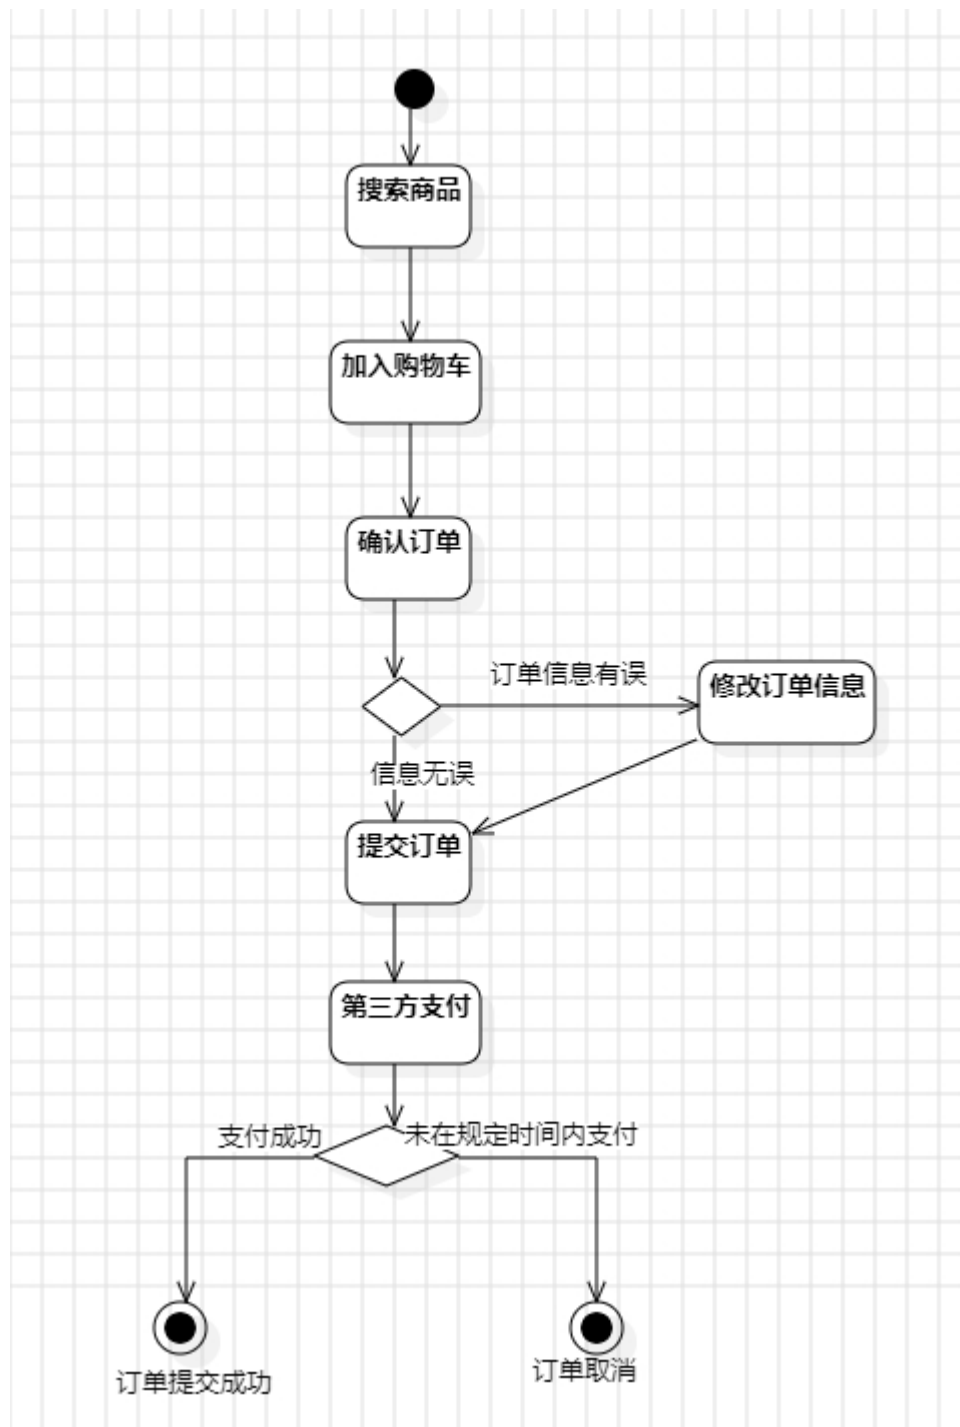 搜索商品
加入购物车
确认订单
订单信息有误
修改订单信息
信息无误
提交订单
第三方支付
支付成功
未在规定时间内支付
订单提交成功
订单取消